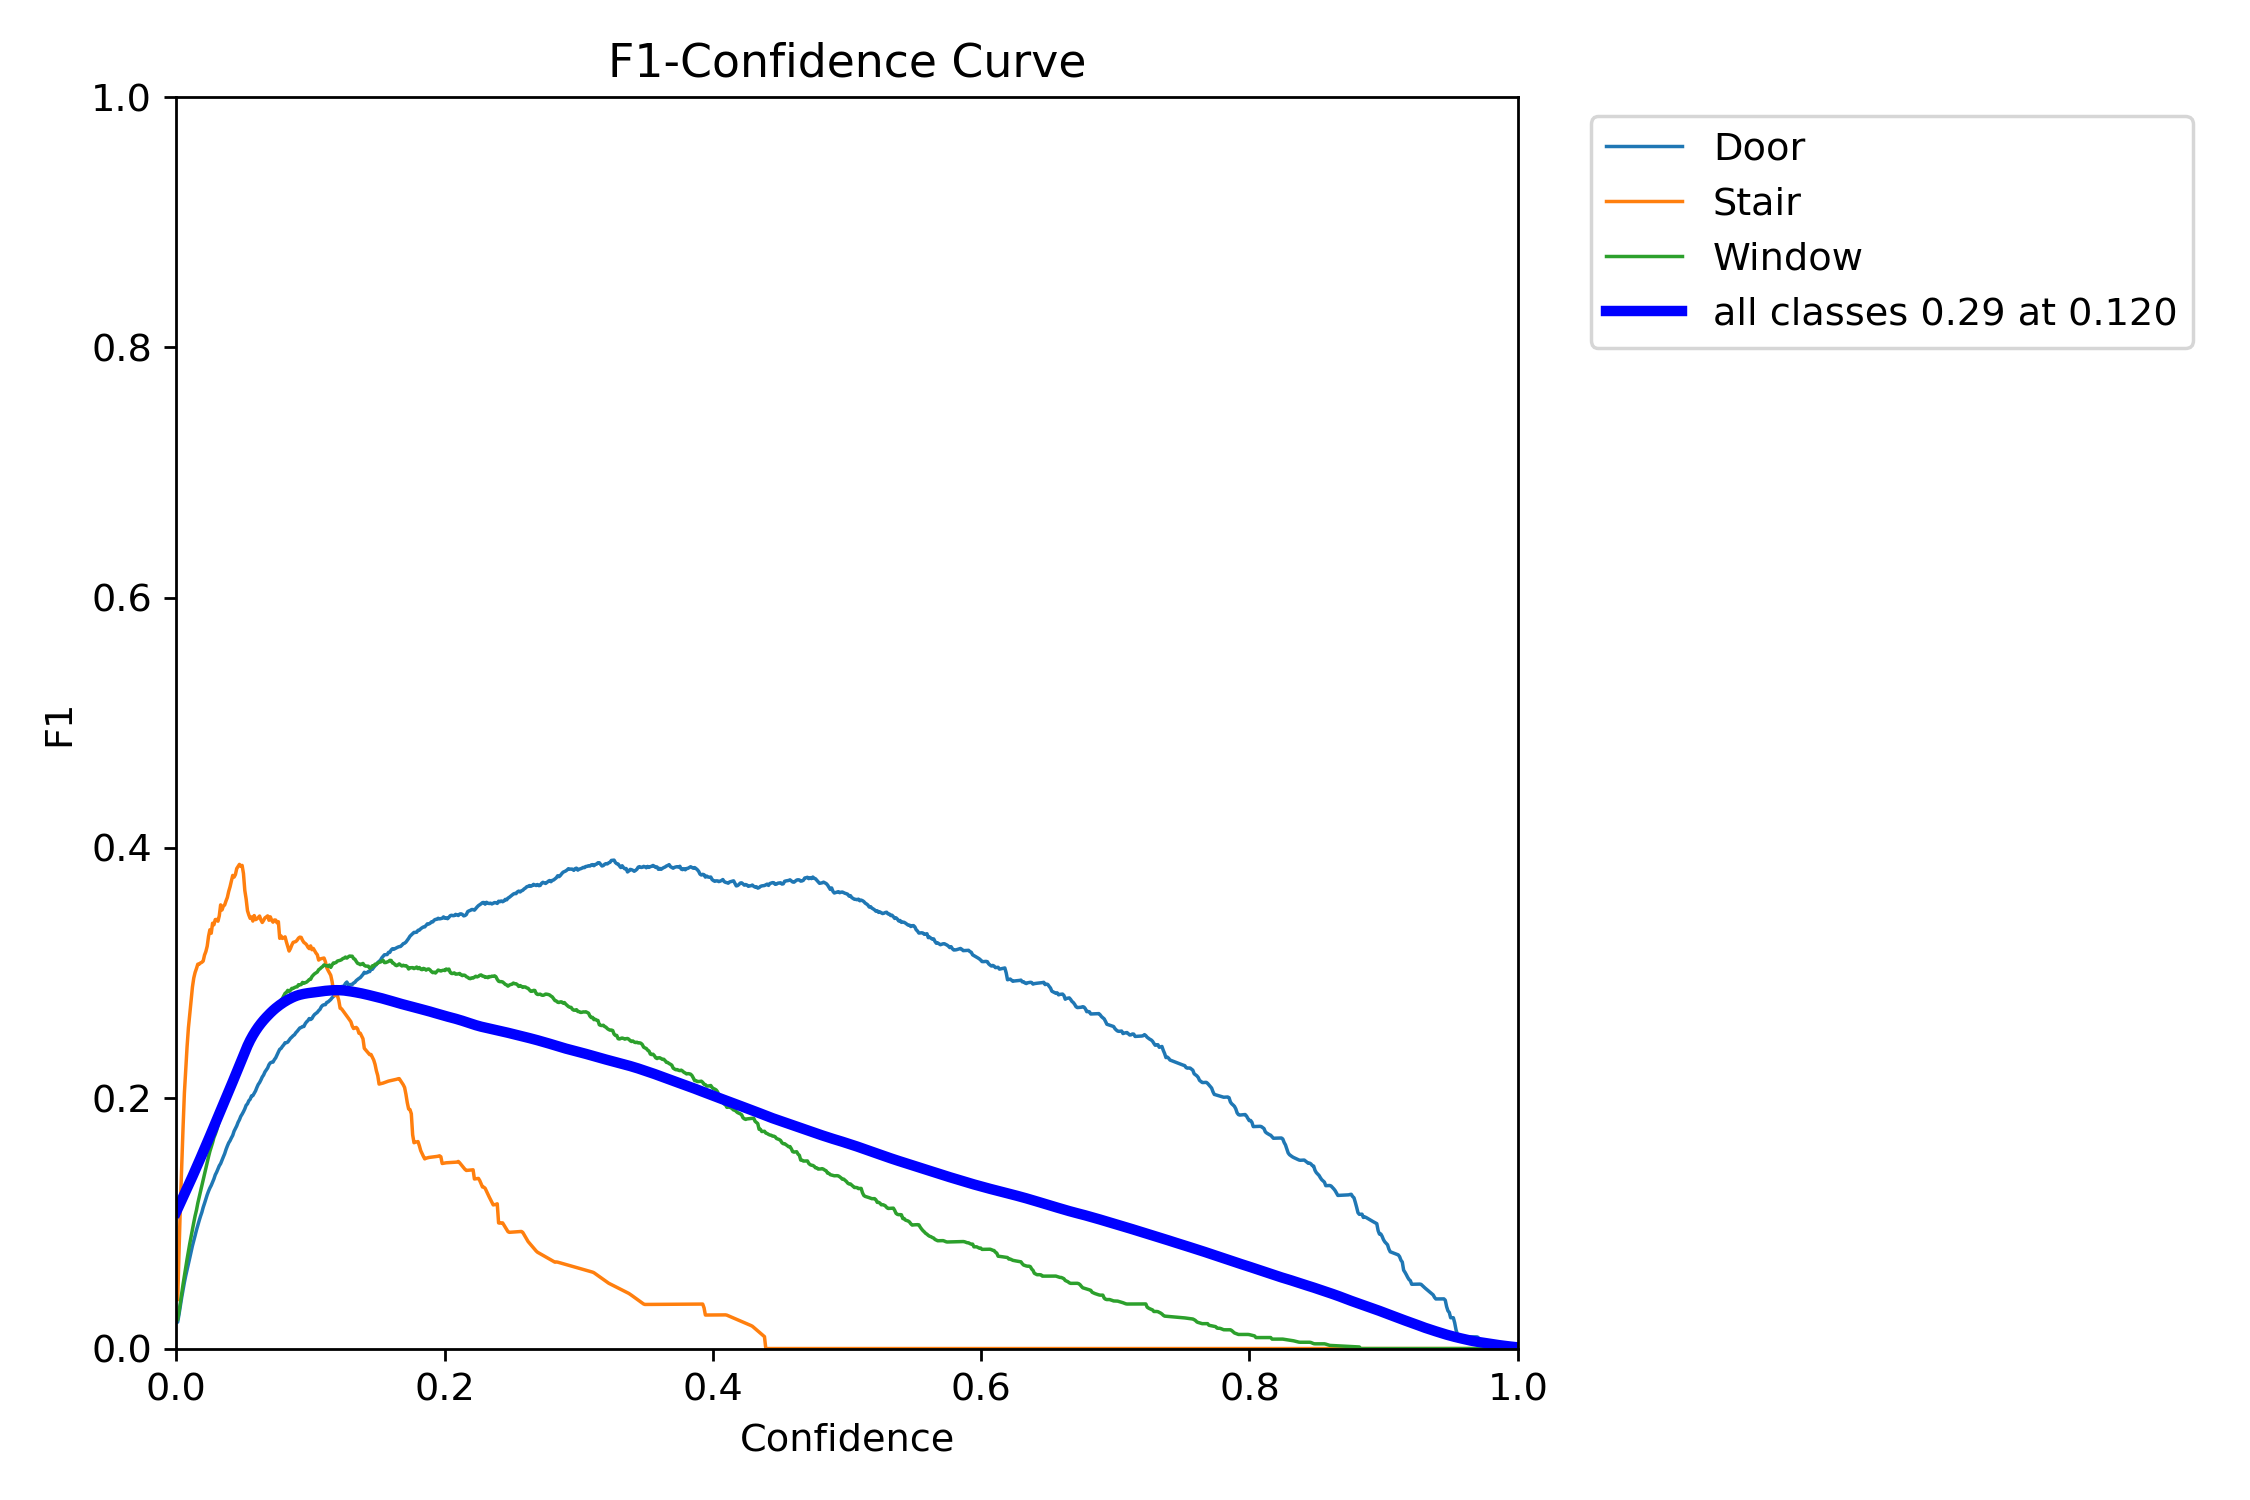 F1-Confidence Curve
1.0
0.8
0.6
0.4
0.2
0.0
F1
0.0 0.2 0.4 0.6 0.8 1.0
Confidence
Door
Stair
Window
all classes 0.29 at 0.120